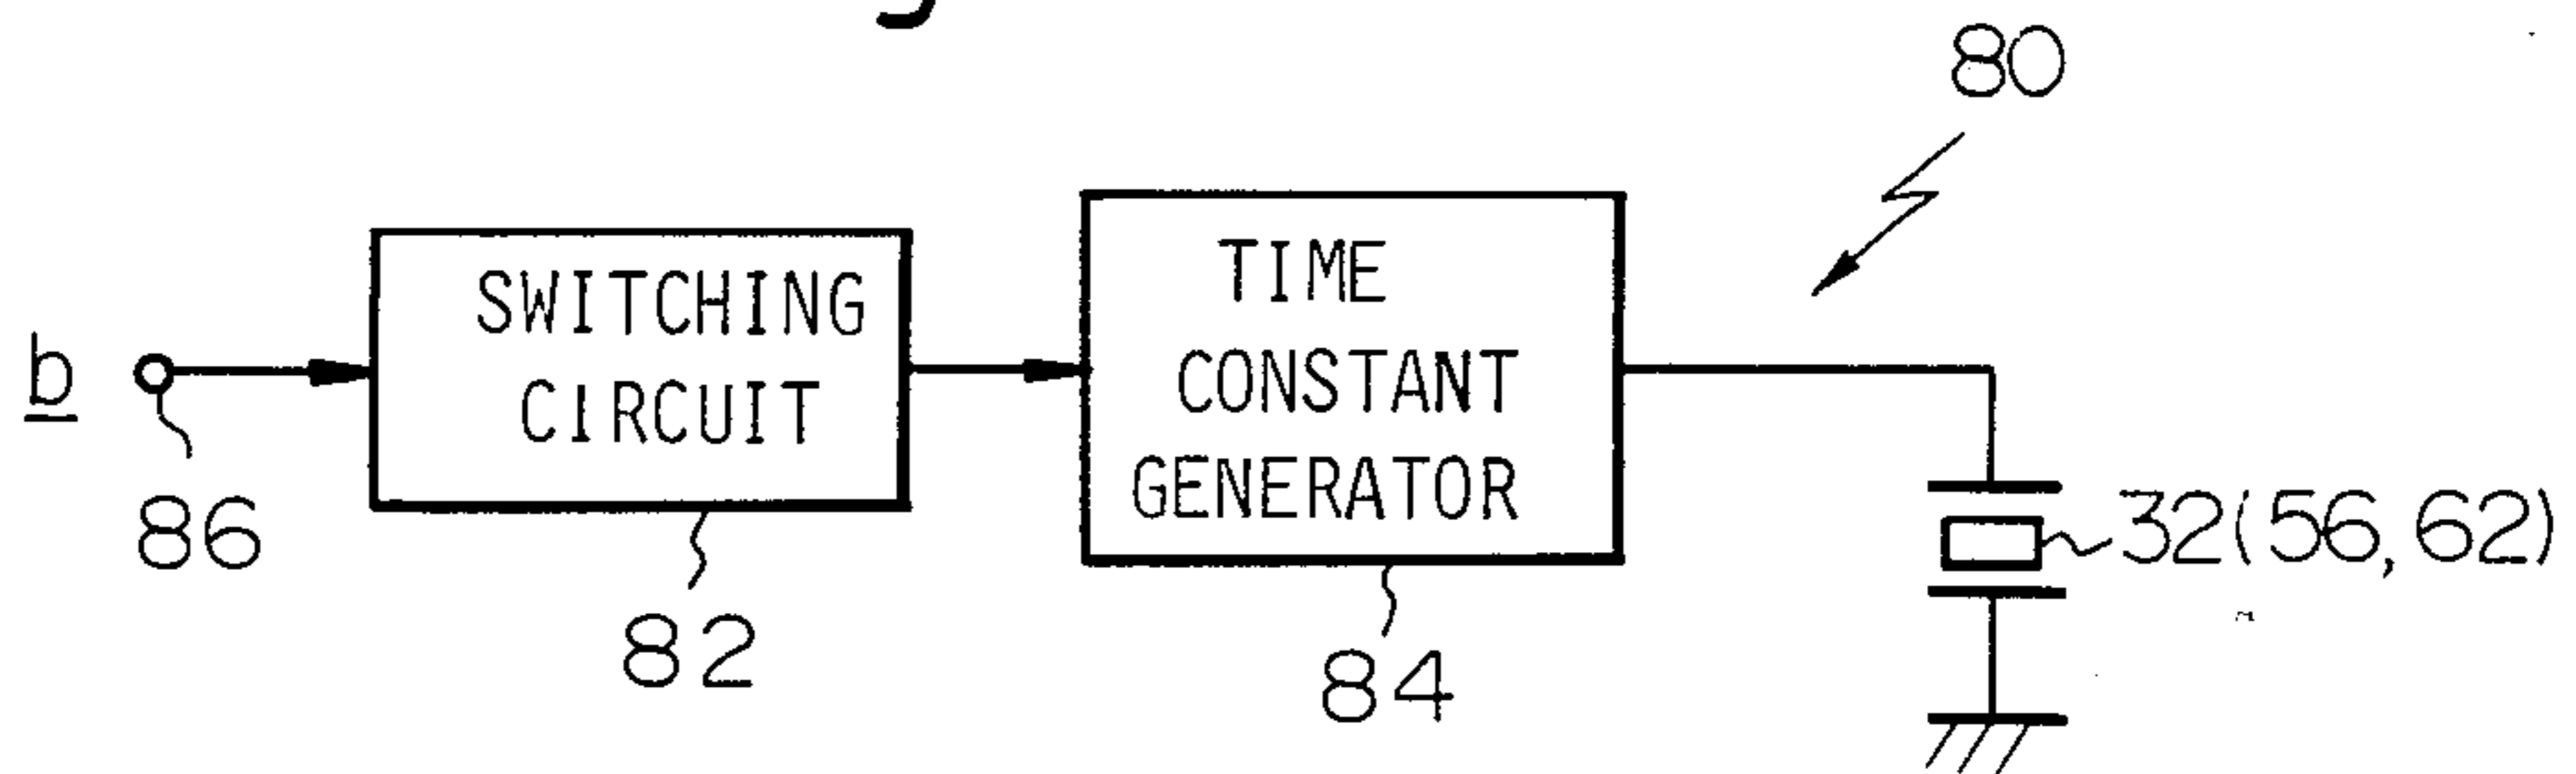 80
SWITCHING
CIRCUIT
TIME
CONSTANT
GENERATOR
b
86
82
84
32(56,62)